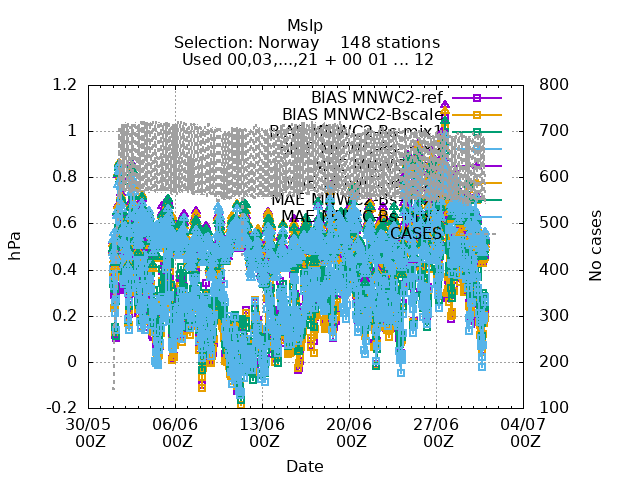 Mslp
Selection: Norway 148 stations
Used 00,03,...,21 + 00 01 ... 12
1.2
1
0.8
0.6
0.4
0.2
0
-0.2
hPa
800
700
600
500
400
300
200
100
No cases
BIAS MNWC2-ref
BIAS MNWC2-Bscale
MAE
MAE
CASES
30/05 06/06 13/06 20/06 27/06 04/07
00Z 00Z 00Z 00Z 00Z 00Z
Date